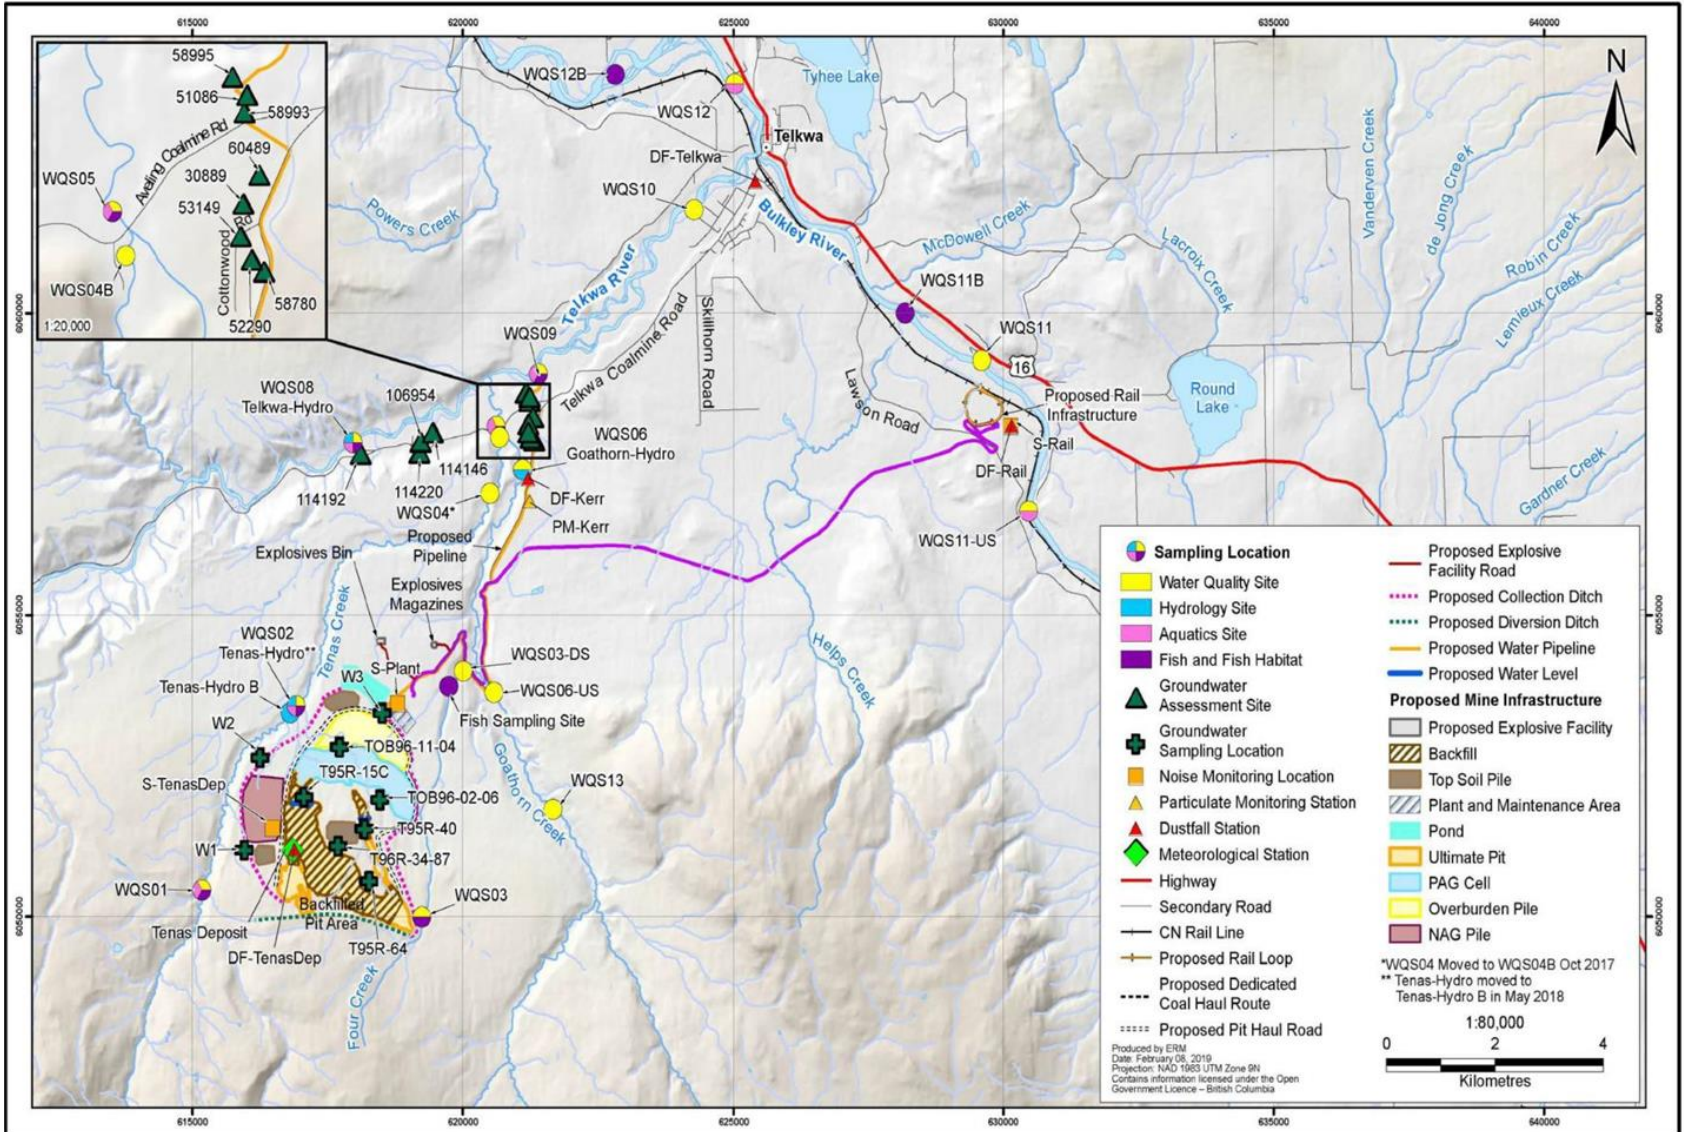 615000
620000
625000
630000
635000
640000
58995
51086
58993
Aveling Coalmine Rd
60489
WQS05
30889
53149
Cottonwood Rd
WQS04B
58780
52290
1:20,000
WQS12B
WQS12
Tyhee Lake
Telkwa
DF-Telkwa
WQS10
Bulkley River
Powers Creek
McDowell Creek
Lacroix Creek
Vanderven Creek
de Jong Creek
Robin Creek
Lemieux Creek
N
Telkwa River
WQS11B
WQS09
WQS11
16
Telkwa Coalmine Road
Skillhorn Road
Lawson Road
Round
Lake
Proposed Rail
Infrastructure
WQS08
Telkwa-Hydro
106954
WQS06
Goathorn-Hydro
S-Rail
DF-Rail
114146
114192
114220
DF-Kerr
WQS04*
PM-Kerr
WQS11-US
Gardner Creek
Proposed
Pipeline
Explosives Bin
Explosives
Magazines
Tenas Creek
WQS02
Tenas-Hydro**
S-Plant
WQS03-DS
Helps Creek
W3
Tenas-Hydro B
WQS06-US
Fish Sampling Site
W2
TOB96-11-04
Goathorn Creek
T95R-15C
WQS13
S-TenasDep
TOB96-02-06
T95R-40
W1
T96R-34-87
WQS01
WQS03
Backfilled
Pit Area
Tenas Deposit
T95R-64
DF-TenasDep
Four Creek
6060000
6055000
6050000
6060000
6055000
6050000
Sampling Location
Water Quality Site
Hydrology Site
Aquatics Site
Fish and Fish Habitat
Groundwater
Assessment Site
Groundwater
Sampling Location
Noise Monitoring Location
Particulate Monitoring Station
Dustfall Station
Meteorological Station
Highway
Secondary Road
CN Rail Line
Proposed Rail Loop
Proposed Dedicated
Coal Haul Route
Proposed Pit Haul Road
Produced by ERM
Date: February 08, 2019
Projection: NAD 1983 UTM Zone 9N
Contains information licensed under the Open
Government Licence – British Columbia
Proposed Explosive
Facility Road
Proposed Collection Ditch
Proposed Diversion Ditch
Proposed Water Pipeline
Proposed Water Level
Proposed Mine Infrastructure
Proposed Explosive Facility
Backfill
Top Soil Pile
Plant and Maintenance Area
Pond
Ultimate Pit
PAG Cell
Overburden Pile
NAG Pile
*WQS04 Moved to WQS04B Oct 2017
** Tenas-Hydro moved to
Tenas-Hydro B in May 2018
1:80,000
0 2 4
Kilometres
615000
620000
625000
630000
635000
640000